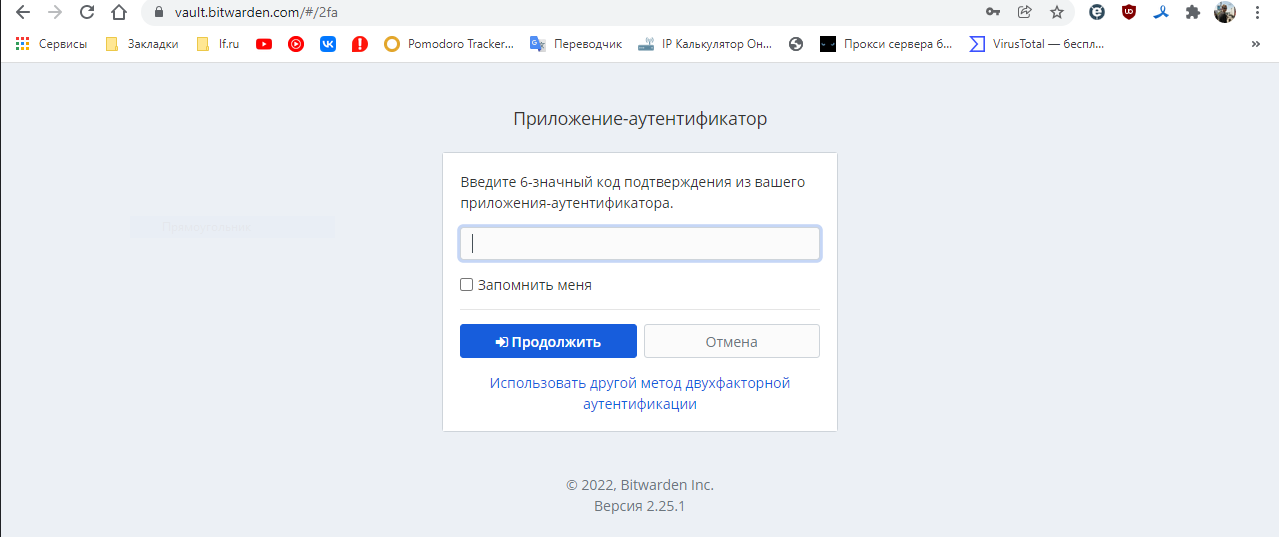 vault.bitwarden.com/#/2fa
Сервисы
Закладки
lf.ru
Pomodoro Tracker...
Переводчик
IP Калькулятор Он...
Прокси сервера б...
VirusTotal — беспл...
»
Приложение-аутентификатор
Введите 6-значный код подтверждения из вашего
приложения-аутентификатора.
Запомнить меня
Продолжить
Отмена
Использовать другой метод двухфакторной
аутентификации
© 2022, Bitwarden Inc.
Версия 2.25.1